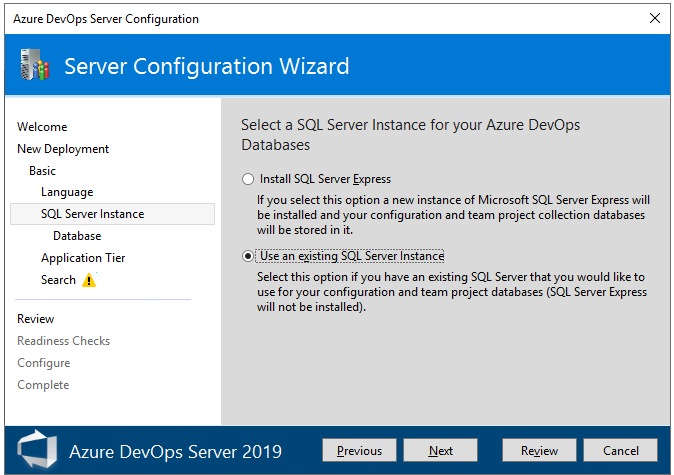 Azure DevOps Server Configuration
Server Configuration Wizard
Welcome
New Deployment
Basic
Language
SQL Server Instance
Database
Application Tier
Search
Review
Readiness Checks
Configure
Complete
Select a SQL Server Instance for your Azure DevOps
Databases
Install SQL Server Express
If you select this option a new instance of Microsoft SQL Server Express will
be installed and your configuration and team project collection databases
will be stored in it.
Use an existing SQL Server Instance
Select this option if you have an existing SQL Server that you would like to
use for your configuration and team project databases (SQL Server Express
will not be installed).
Azure DevOps Server 2019
Previous
Next
Review
Cancel